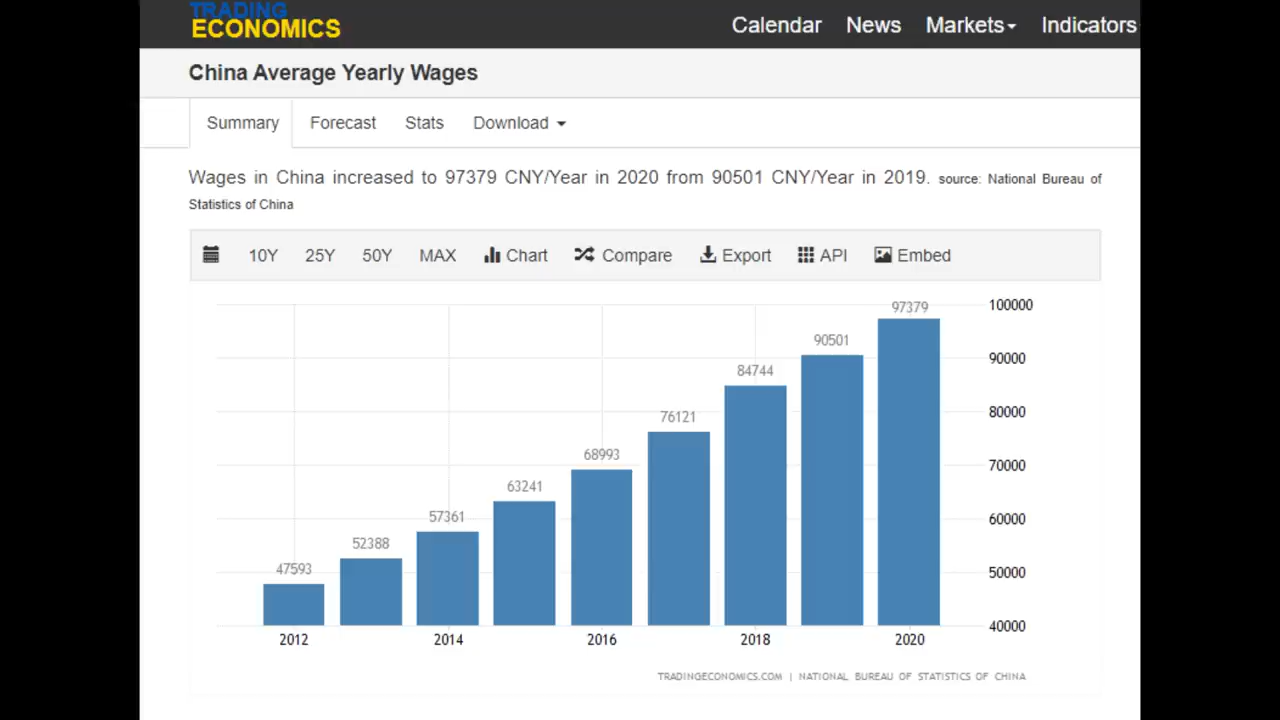 TRADING
ECONOMICS
Calendar News Markets Indicators
China Average Yearly Wages
Summary Forecast Stats Download
Wages in China increased to 97379 CNY/Year in 2020 from 90501 CNY/Year in 2019. source: National Bureau of
Statistics of China
10Y 25Y 50Y MAX Chart Compare Export API Embed
97379
100000
90501
90000
84744
80000
76121
70000
68993
63241
60000
57361
52388
50000
47593
40000
2012 2014 2016 2018 2020
TRADINGECONOMICS.COM | NATIONAL BUREAU OF STATISTICS OF CHINA